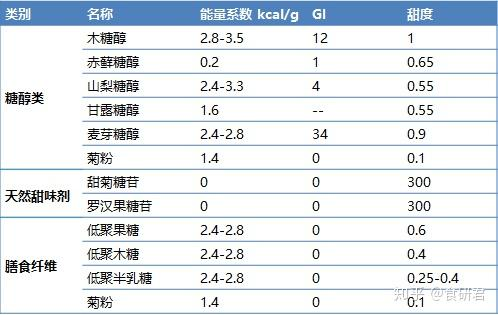 类别 名称 能量系数 kcal/g GI 甜度
糖醇类 木糖醇 2.8-3.5 12 1
赤藓糖醇 0.2 1 0.65
山梨糖醇 2.4-3.3 4 0.55
甘露糖醇 1.6 -- 0.55
麦芽糖醇 2.4-2.8 34 0.9
菊粉 1.4 0 0.1
天然甜味剂 甜菊糖苷 0 0 300
罗汉果糖苷 0 0 300
膳食纤维 低聚果糖 2.4-2.8 0 0.6
低聚木糖 2.4-2.8 0 0.4
低聚半乳糖 2.4-2.8 0 0.25-0.4
菊粉 1.4 0 0.1
知乎 @食研君